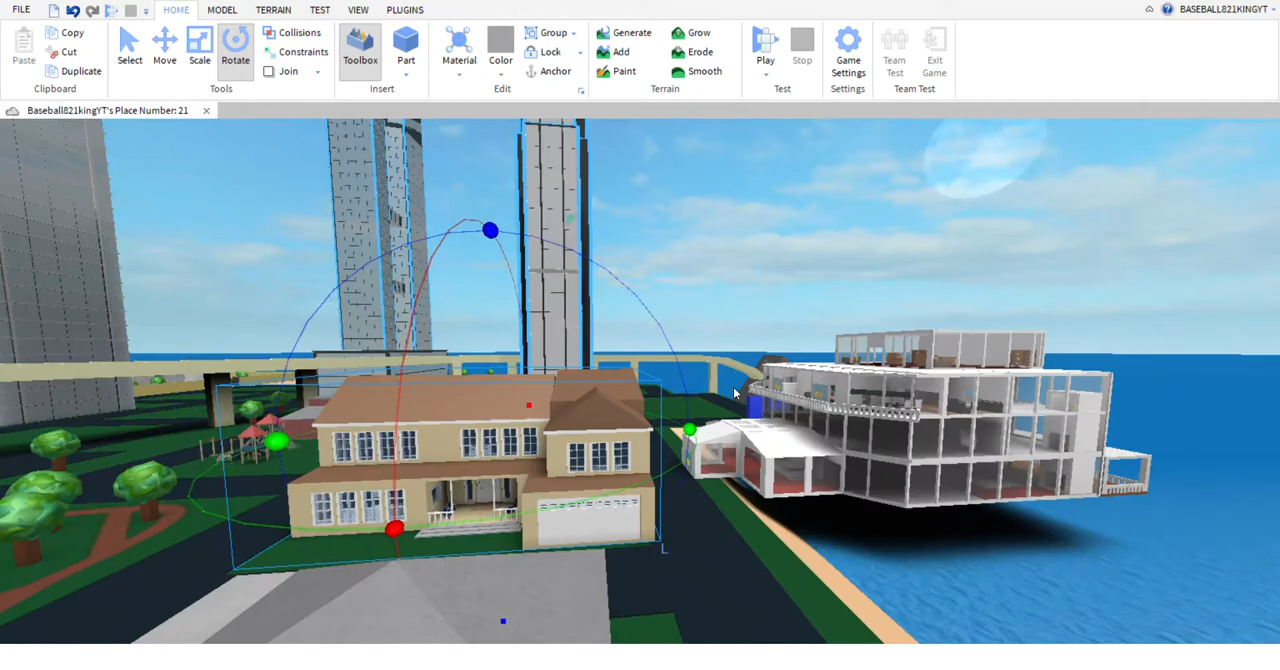 FILE HOME MODEL TERRAIN TEST VIEW PLUGINS BASEBALL821KINGYT
Copy Collisions Group Generate Grow
Cut Constraints Lock Add Erode
Paste Duplicate Select Move Scale Rotate Join Toolbox Part Material Color Anchor Paint Smooth Play Stop Game Settings Team Test Exit Game
Clipboard Tools Insert Edit Terrain Test Settings Team Test
Baseball821kingYT's Place Number: 21
L